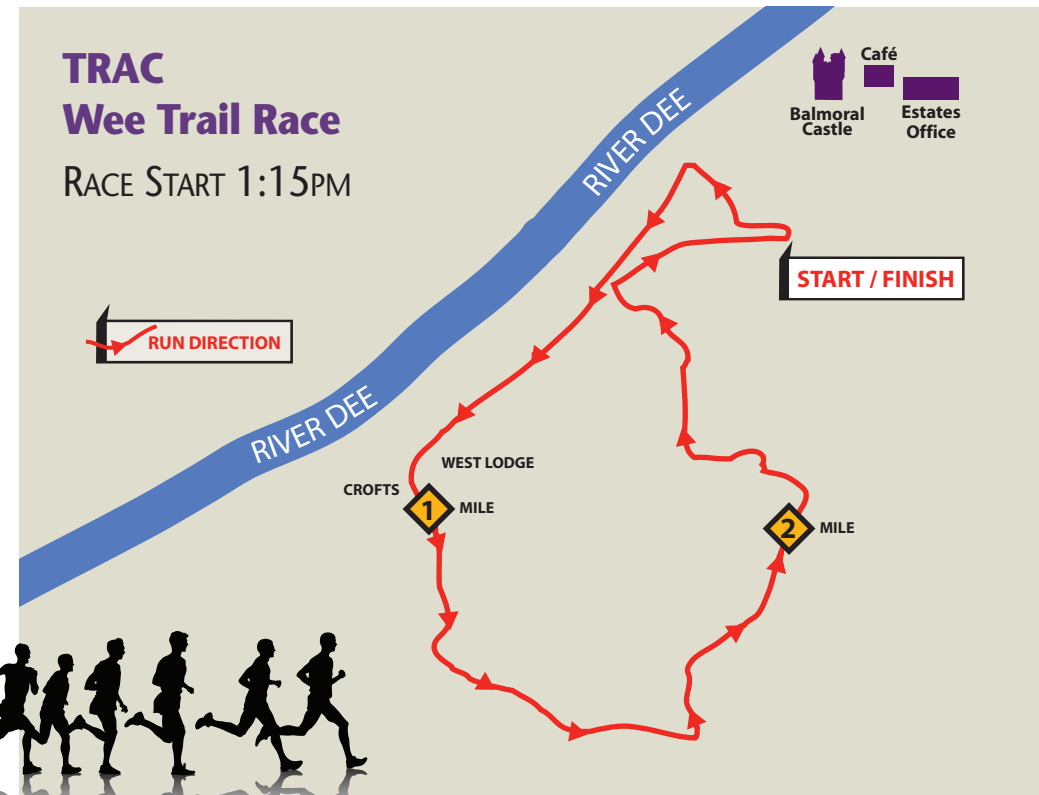 TRAC
Wee Trail Race
RACE START 1:15PM
Café
Balmoral
Castle
Estates
Office
RIVER DEE
START / FINISH
RUN DIRECTION
RIVER DEE
WEST LODGE
CROFTS
1
MILE
2
MILE